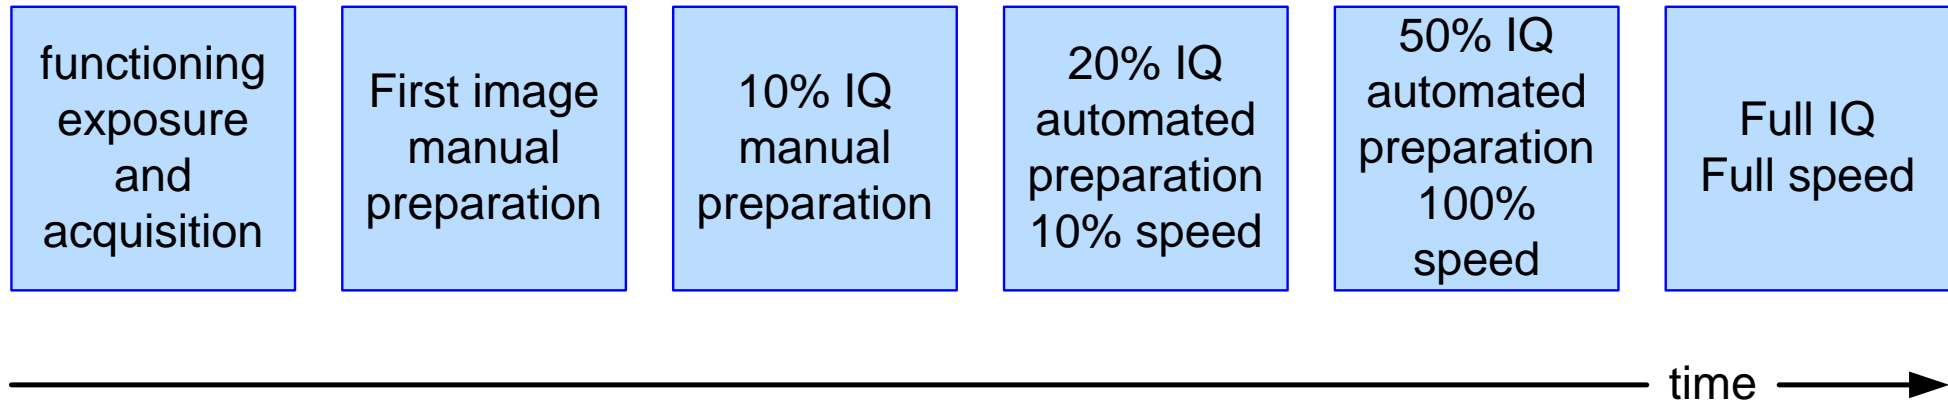 functioning
exposure
and
acquisition
First image
manual
preparation
10% IQ
manual
preparation
20% IQ
automated
preparation
10% speed
50% IQ
automated
preparation
100%
speed
Full IQ
Full speed
time